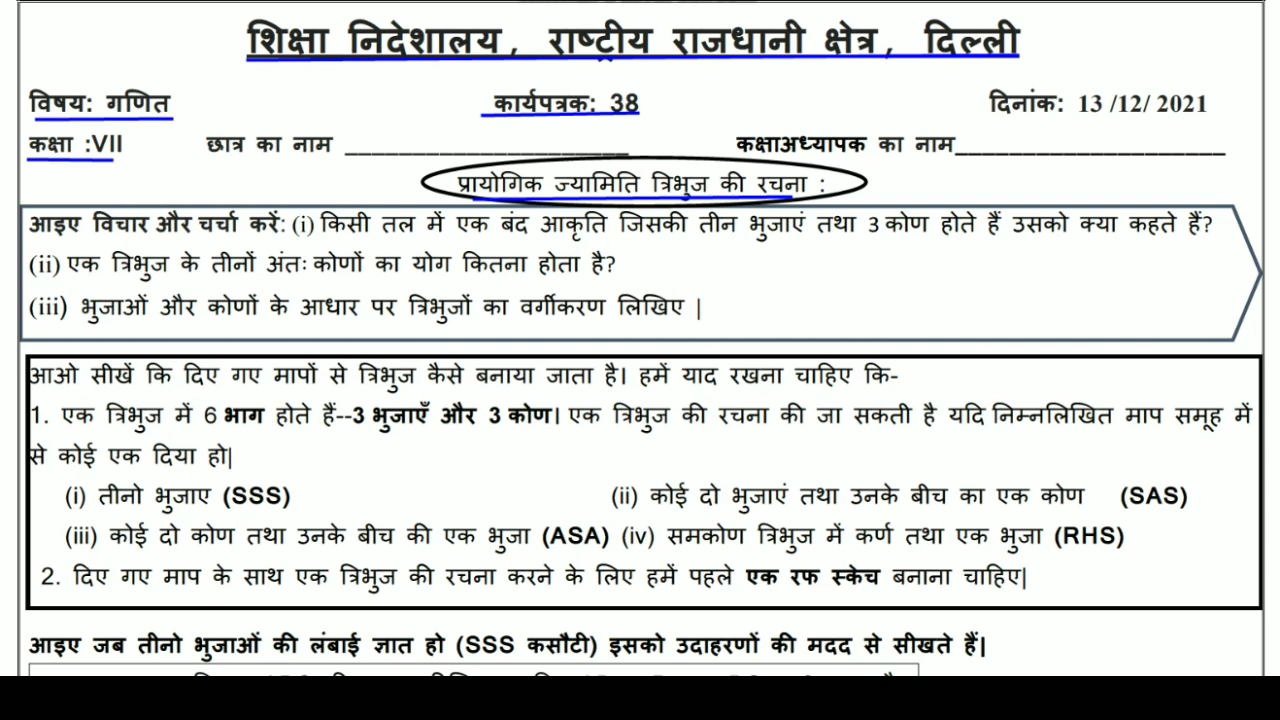 शिक्षा निदेशालय, राष्ट्रीय राजधानी क्षेत्र, दिल्ली
विषय: गणित कार्यपत्रक: 38 दिनांक: 13 /12/ 2021
कक्षा :VII छात्र का नाम ______________________ कक्षाअध्यापक का नाम_____________________
प्रायोगिक ज्यामिति त्रिभुज की रचना :
आइए विचार और चर्चा करें: (i) किसी तल में एक बंद आकृति जिसकी तीन भुजाएं तथा 3 कोण होते हैं उसको क्या कहते हैं?
(ii) एक त्रिभुज के तीनों अंतः कोणों का योग कितना होता है?
(iii) भुजाओं और कोणों के आधार पर त्रिभुजों का वर्गीकरण लिखिए |
आओ सीखें कि दिए गए मापों से त्रिभुज कैसे बनाया जाता है। हमें याद रखना चाहिए कि-
1. एक त्रिभुज में 6 भाग होते हैं--3 भुजाएँ और 3 कोण। एक त्रिभुज की रचना की जा सकती है यदि निम्नलिखित माप समूह में
से कोई एक दिया हो|
(i) तीनो भुजाए (SSS) (ii) कोई दो भुजाएं तथा उनके बीच का एक कोण (SAS)
(iii) कोई दो कोण तथा उनके बीच की एक भुजा (ASA) (iv) समकोण त्रिभुज में कर्ण तथा एक भुजा (RHS)
2. दिए गए माप के साथ एक त्रिभुज की रचना करने के लिए हमें पहले एक रफ स्केच बनाना चाहिए|
आइए जब तीनो भुजाओं की लंबाई ज्ञात हो (SSS कसौटी) इसको उदाहरणों की मदद से सीखते हैं|